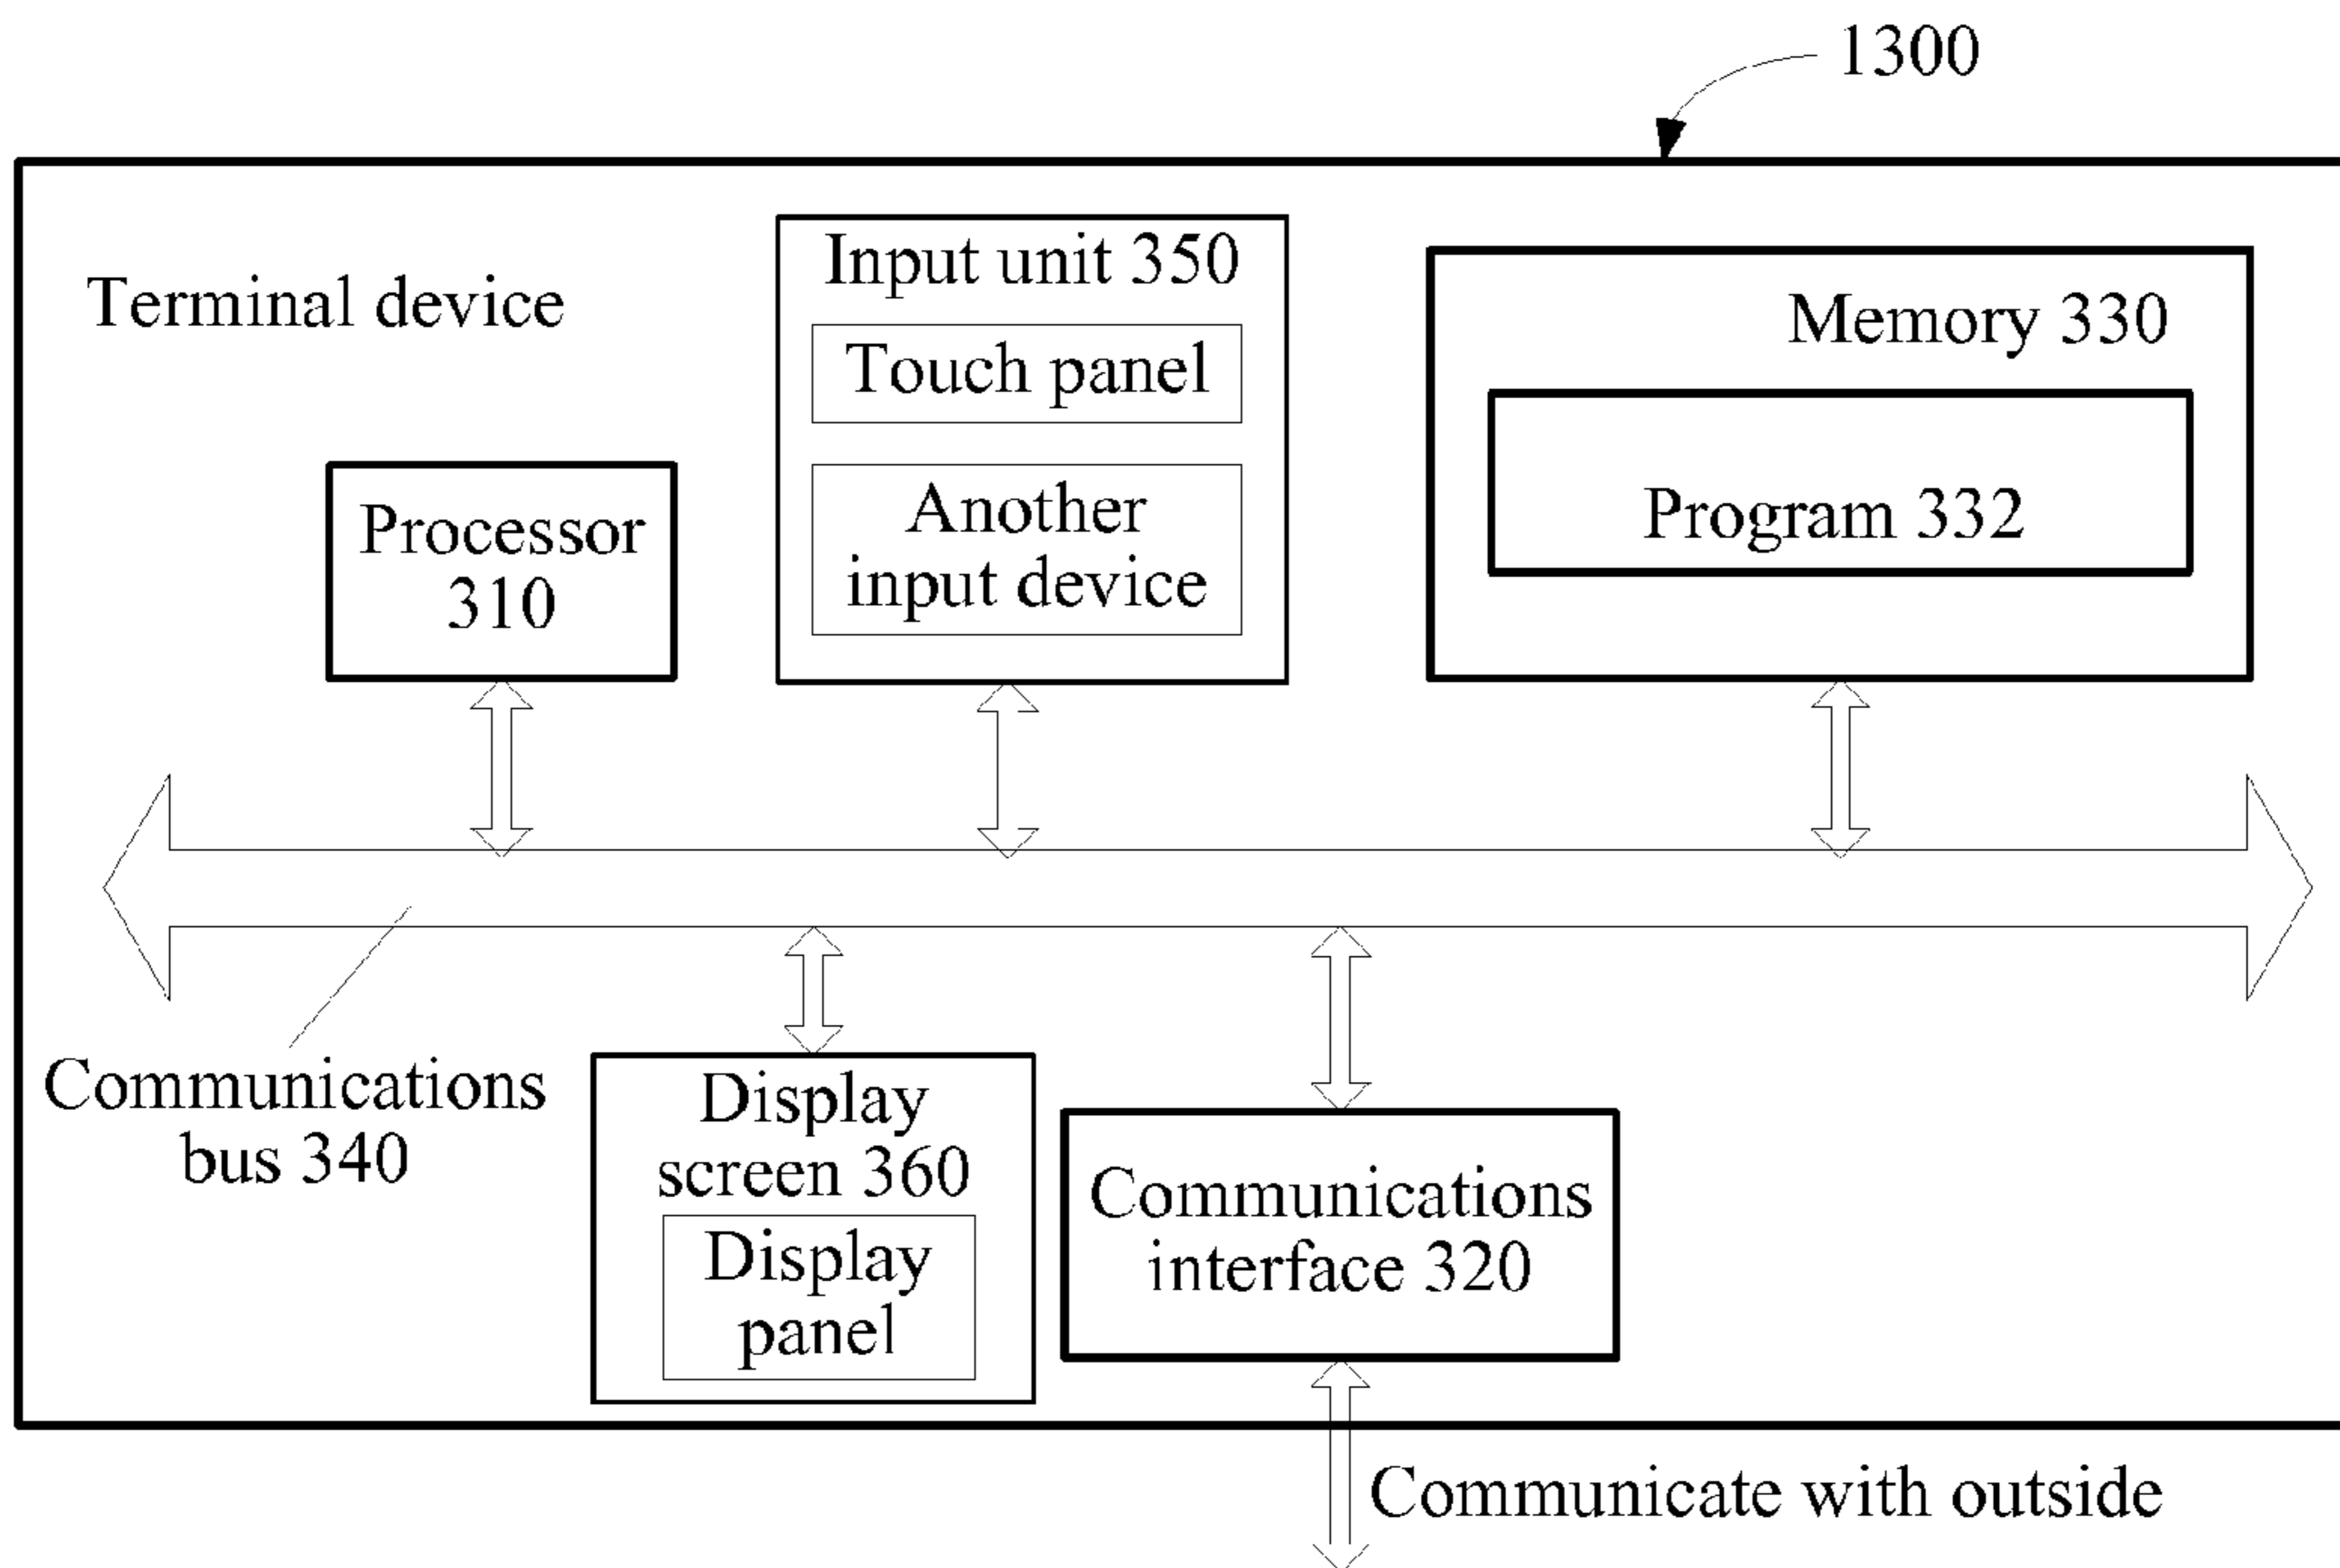 1300
Terminal device
Input unit 350
Touch panel
Another
input device
Memory 330
Program 332
Processor
310
Communications
bus 340
Display
screen 360
Display
panel
Communications
interface 320
Communicate with outside